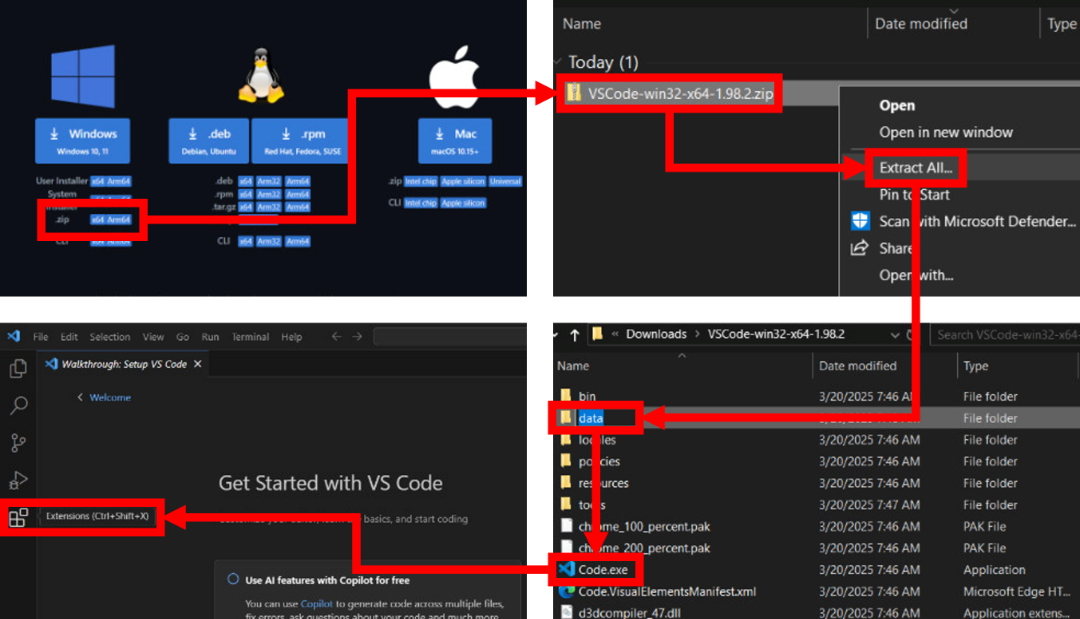 Windows
Windows 10, 11
.deb
Debian, Ubuntu
.rpm
Red Hat, Fedora, SUSE
Mac
macOS 10.15+
User Installer x64 Arm64
System
.zip x64 Arm64
CLI x64 Arm64
.deb x64 Arm32 Arm64
.rpm x64 Arm32 Arm64
.tar.gz x64 Arm32 Arm64
CLI x64 Arm32 Arm64
.zip Intel chip Apple silicon Universal
CLI Intel chip Apple silicon
Name Date modified Type
Today (1)
VSCode-win32-x64-1.98.2.zip
Open
Open in new window
Extract All...
Pin to Start
Scan with Microsoft Defender...
Share
Open with...
File Edit Selection View Go Run Terminal Help
Walkthrough: Setup VS Code
Welcome
Get Started with VS Code
Customize your editor, learn the basics, and start coding
Extensions (Ctrl+Shift+X)
Use AI features with Copilot for free
You can use Copilot to generate code across multiple files,
fix errors, ask questions about your code and much more
« Downloads > VSCode-win32-x64-1.98.2
Search VSCode-win32-x64
Name Date modified Type
bin 3/20/2025 7:46 AM File folder
data File folder
locales 3/20/2025 7:46 AM File folder
policies 3/20/2025 7:46 AM File folder
resources 3/20/2025 7:46 AM File folder
tools 3/20/2025 7:47 AM File folder
chrome_100_percent.pak 3/20/2025 7:46 AM PAK File
chrome_200_percent.pak 3/20/2025 7:46 AM PAK File
Code.exe 3/20/2025 7:46 AM Application
Code.VisualElementsManifest.xml 3/20/2025 7:46 AM Microsoft Edge HT...
d3dcompiler_47.dll 3/20/2025 7:46 AM Application extens...